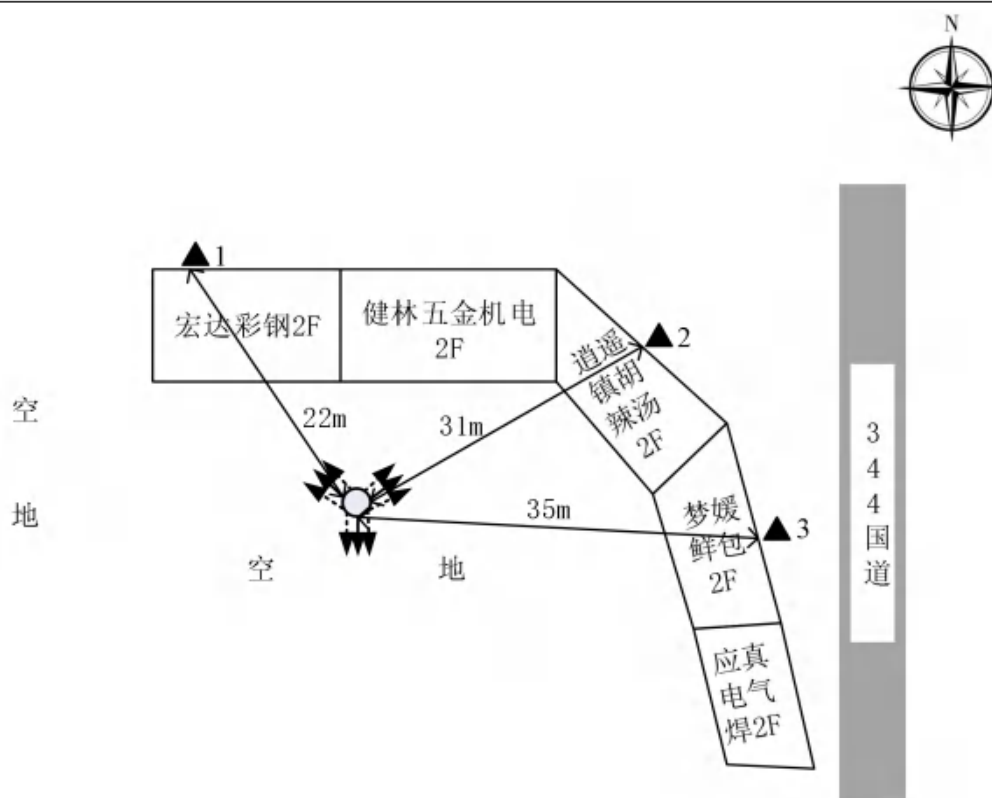 N
1
宏达彩钢2F
健林五金机电
2F
逍遥
镇胡
辣汤
2F
2
22m
31m
35m
空
地
空 地
梦媛
鲜包
2F
3
应真
电气
焊2F
344国道